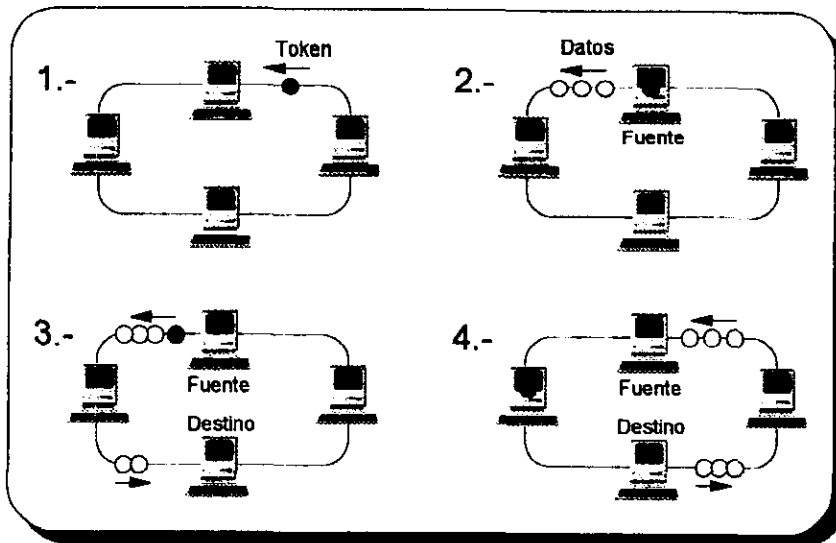 1.-
Token
2.-
Datos
Fuente
3.-
Fuente
Destino
4.-
Fuente
Destino